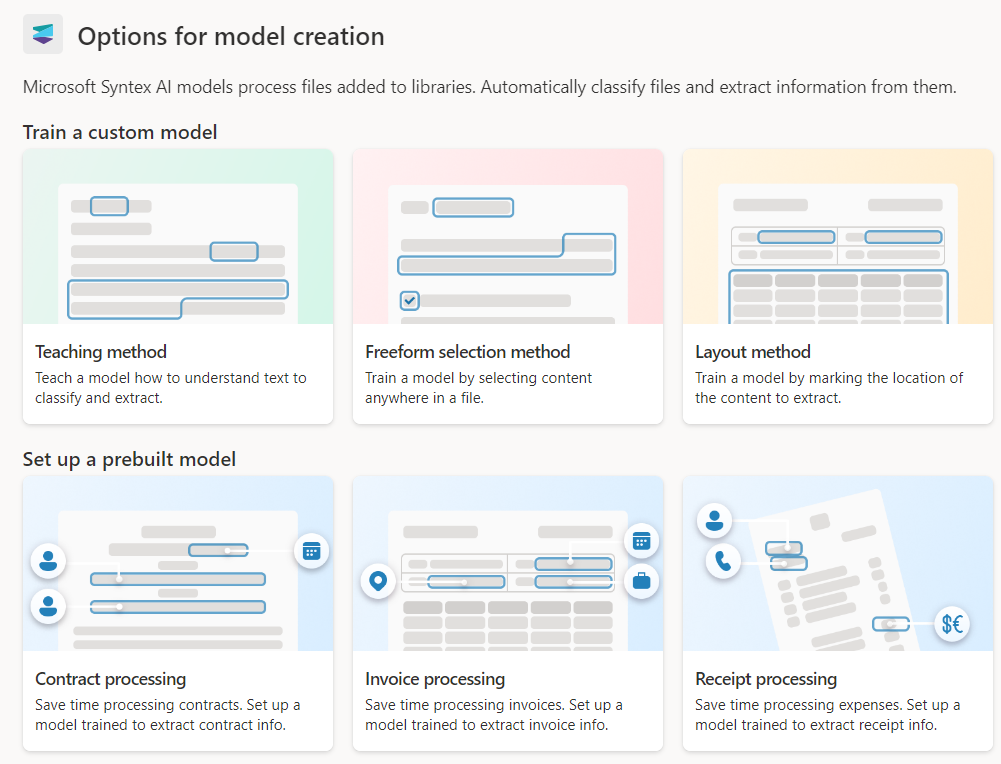 Options for model creation
Microsoft Syntex AI models process files added to libraries. Automatically classify files and extract information from them.
Train a custom model
Teaching method
Teach a model how to understand text to
classify and extract.
Freeform selection method
Train a model by selecting content
anywhere in a file.
Layout method
Train a model by marking the location of
the content to extract.
Set up a prebuilt model
$€
Contract processing
Save time processing contracts. Set up a
model trained to extract contract info.
Invoice processing
Save time processing invoices. Set up a
model trained to extract invoice info.
Receipt processing
Save time processing expenses. Set up a
model trained to extract receipt info.